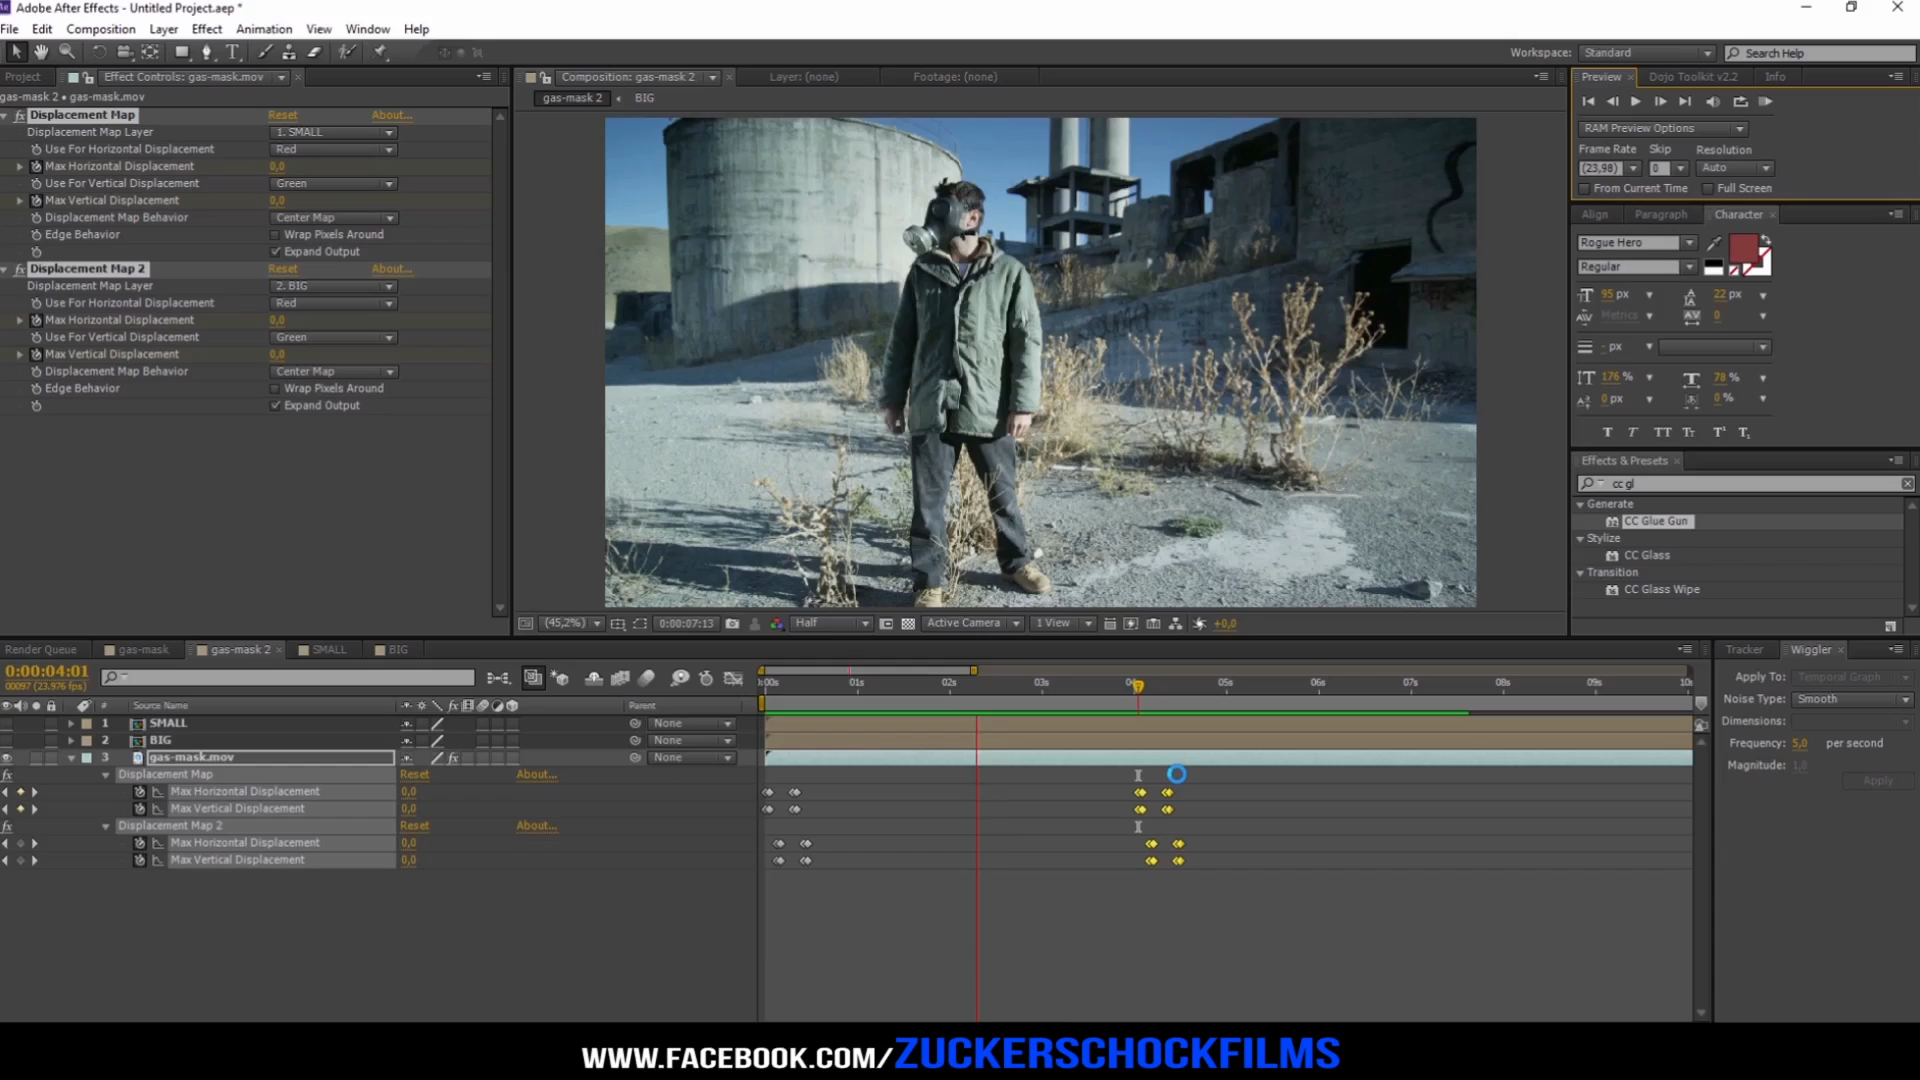 Adobe After Effects - Untitled Project.aep *
File Edit Composition Layer Effect Animation View Window Help
Workspace: Standard Search Help
Project Effect Controls: gas-mask.mov
gas-mask 2 • gas-mask.mov
Displacement Map Reset About...
Displacement Map Layer 1. SMALL
Use For Horizontal Displacement Red
Max Horizontal Displacement 0,0
Use For Vertical Displacement Green
Max Vertical Displacement 0,0
Displacement Map Behavior Center Map
Edge Behavior Wrap Pixels Around
Expand Output
Displacement Map 2 Reset About...
Displacement Map Layer 2. BIG
Use For Horizontal Displacement Red
Max Horizontal Displacement 0,0
Use For Vertical Displacement Green
Max Vertical Displacement 0,0
Displacement Map Behavior Center Map
Edge Behavior Wrap Pixels Around
Expand Output
Composition: gas-mask 2 Layer: (none) Footage: (none)
gas-mask 2 BIG
(45,2%) 0:00:07:13 Half Active Camera 1 View +0,0
Preview Dojo Toolkit v2.2 Info
RAM Preview Options
Frame Rate Skip Resolution
(23,98) 0 Auto
From Current Time Full Screen
Align Paragraph Character
Rogue Hero
Regular
95 px 22 px
Metrics 0
- px
176 % 78 %
0 px 0 %
T T TT Tt T¹ T₁
Effects & Presets
cc gl
Generate
CC Glue Gun
Stylize
CC Glass
Transition
CC Glass Wipe
Render Queue gas-mask gas-mask 2 SMALL BIG
0:00:04:01
00097 (23.976 fps)
# Source Name Parent
1 SMALL None
2 BIG None
3 gas-mask.mov None
Displacement Map Reset About...
Max Horizontal Displacement 0,0
Max Vertical Displacement 0,0
Displacement Map 2 Reset About...
Max Horizontal Displacement 0,0
Max Vertical Displacement 0,0
01s 02s 03s 05s 06s 07s 08s 09s
Tracker Wiggler
Apply To: Temporal Graph
Noise Type: Smooth
Dimensions:
Frequency: 5,0 per second
Magnitude: 1,0
Apply
WWW.FACEBOOK.COM/ZUCKERSCHOCKFILMS